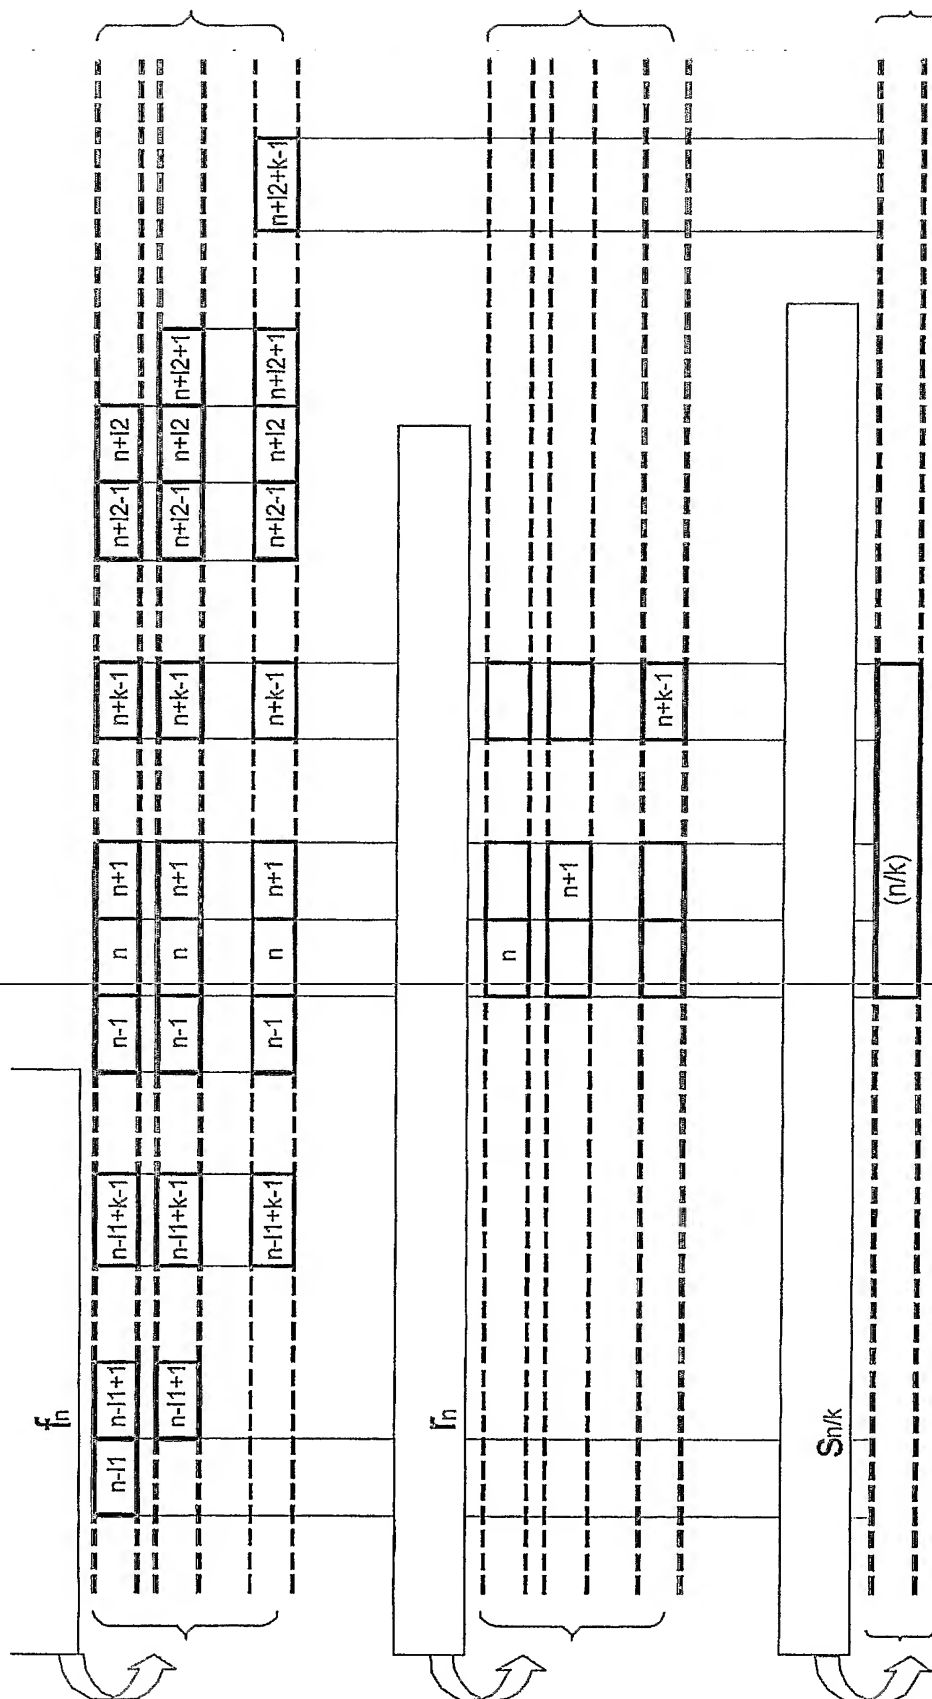 fn
n-l1 n-l1+1 n-l1+k-1 n-1 n n+1 n+k-1 n+l2-1 n+l2
n-l1+1 n-l1+k-1 n-1 n n+1 n+k-1 n+l2-1 n+l2 n+l2+1
n-l1+k-1 n-1 n n+1 n+k-1 n+l2-1 n+l2 n+l2+1 n+l2+k-1
rn
n
n+1
n+k-1
Sn/k
(n/k)